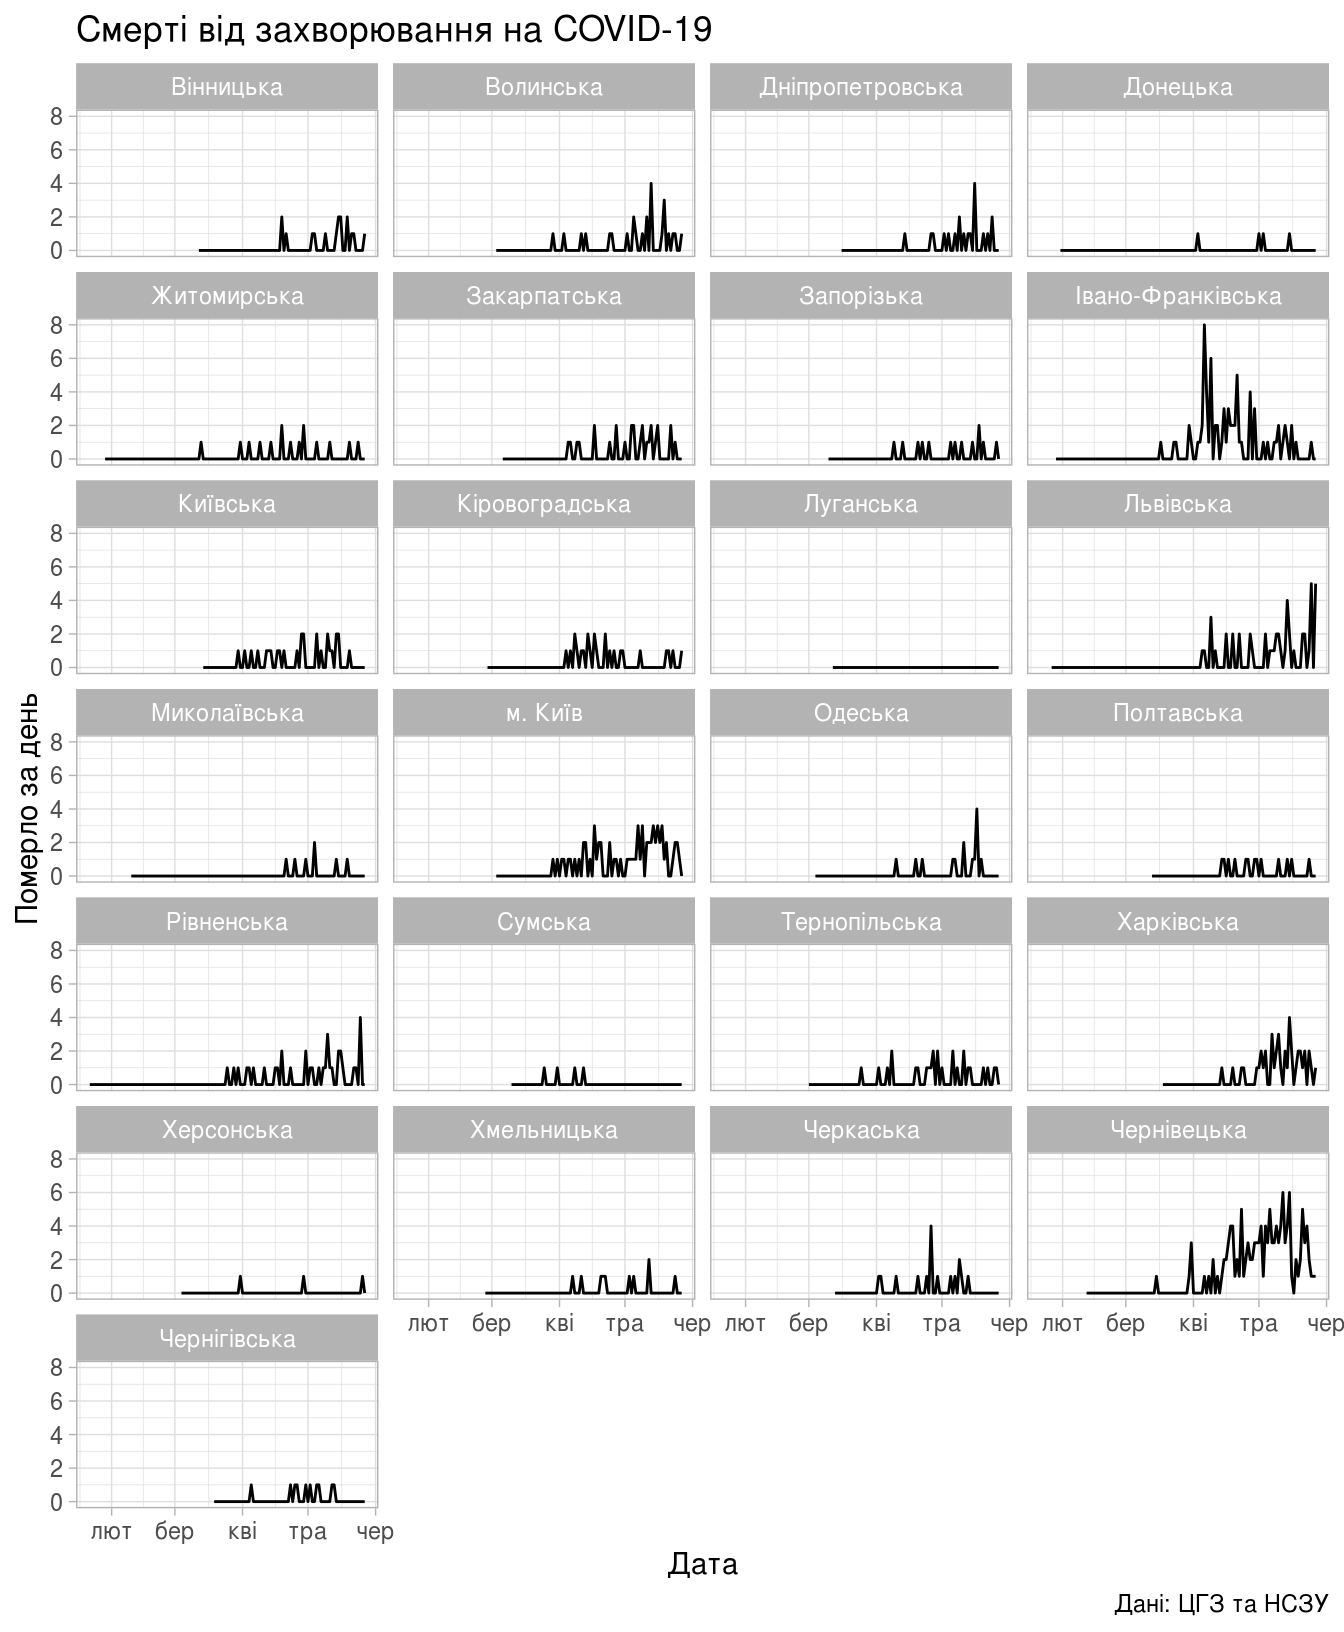 Смерті від захворювання на COVID-19
Вінницька Волинська Дніпропетровська Донецька
8
6
4
2
0
Житомирська Закарпатська Запорізька Івано-Франківська
8
6
4
2
0
Київська Кіровоградська Луганська Львівська
8
6
4
2
0
Миколаївська м. Київ Одеська Полтавська
8
6
4
2
0
Померло за день
Рівненська Сумська Тернопільська Харківська
8
6
4
2
0
Херсонська Хмельницька Черкаська Чернівецька
8
6
4
2
0
лют бер кві тра чер лют бер кві тра чер лют бер кві тра чер
Чернігівська
8
6
4
2
0
лют бер кві тра чер
Дата
Дані: ЦГЗ та НСЗУ